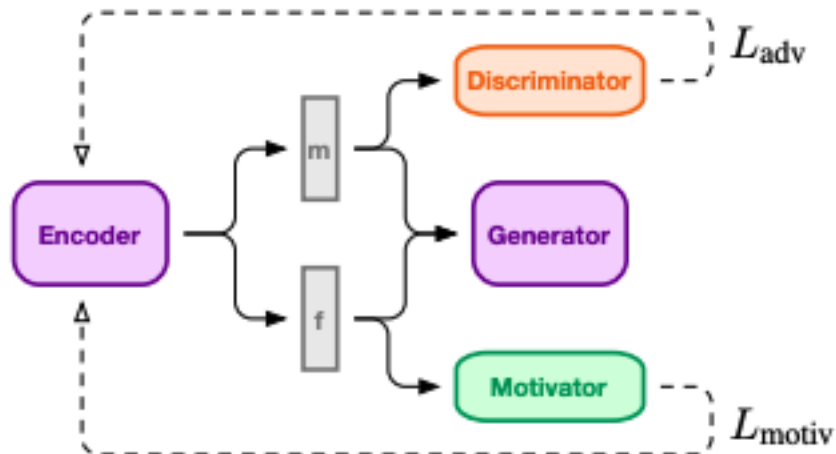 L_adv
Discriminator
m
Encoder
Generator
f
Motivator
L_motiv